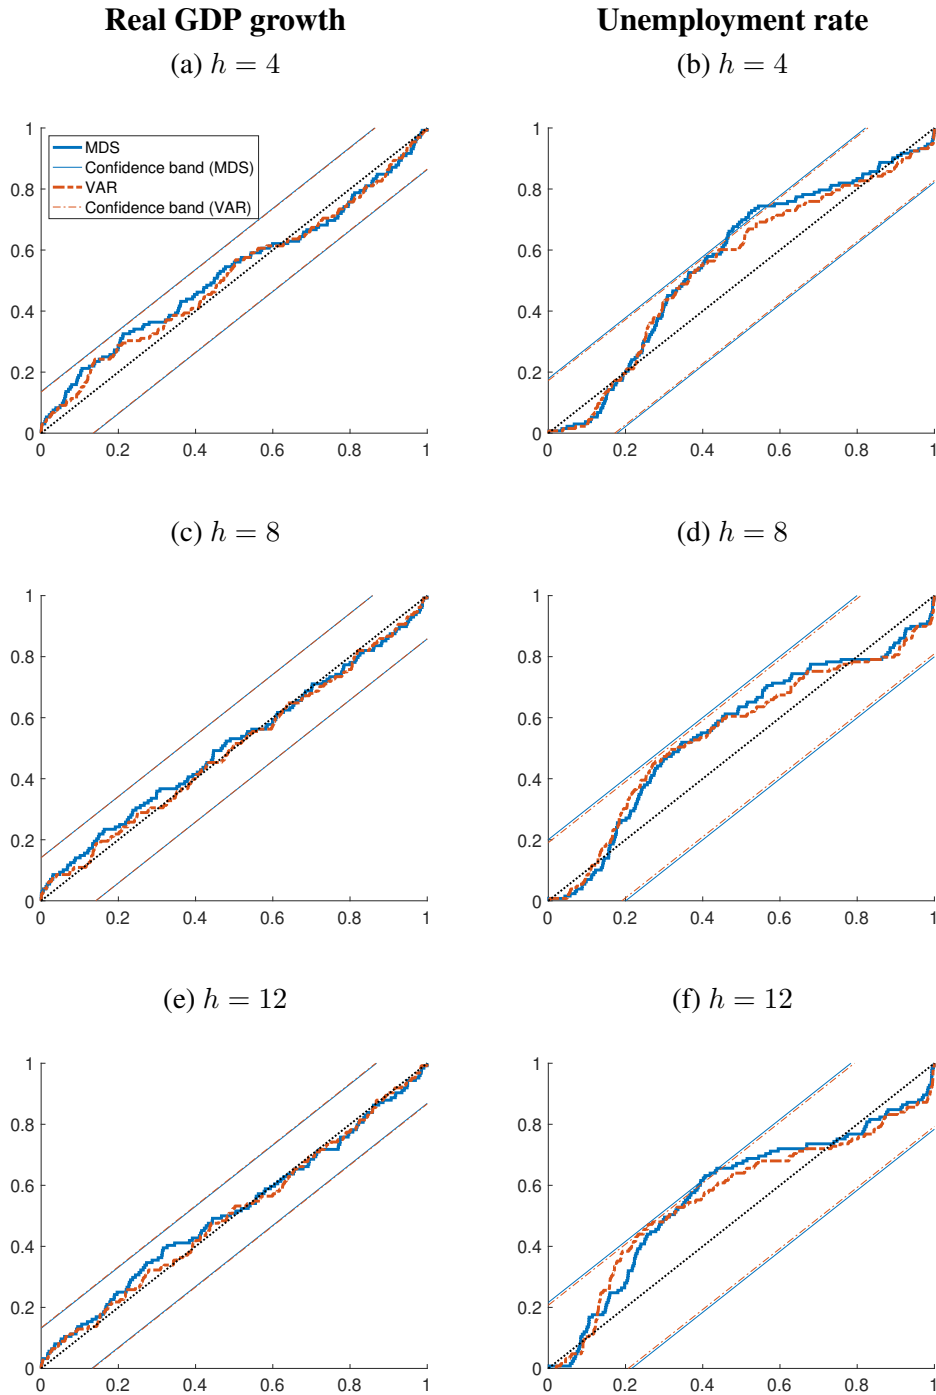 Real GDP growth
Unemployment rate
(a) h = 4
(b) h = 4
1
0.8
0.6
0.4
0.2
0
0 0.2 0.4 0.6 0.8 1
MDS
Confidence band (MDS)
VAR
Confidence band (VAR)
1
0.8
0.6
0.4
0.2
0
0 0.2 0.4 0.6 0.8 1
(c) h = 8
(d) h = 8
1
0.8
0.6
0.4
0.2
0
0 0.2 0.4 0.6 0.8 1
1
0.8
0.6
0.4
0.2
0
0 0.2 0.4 0.6 0.8 1
(e) h = 12
(f) h = 12
1
0.8
0.6
0.4
0.2
0
0 0.2 0.4 0.6 0.8 1
1
0.8
0.6
0.4
0.2
0
0 0.2 0.4 0.6 0.8 1